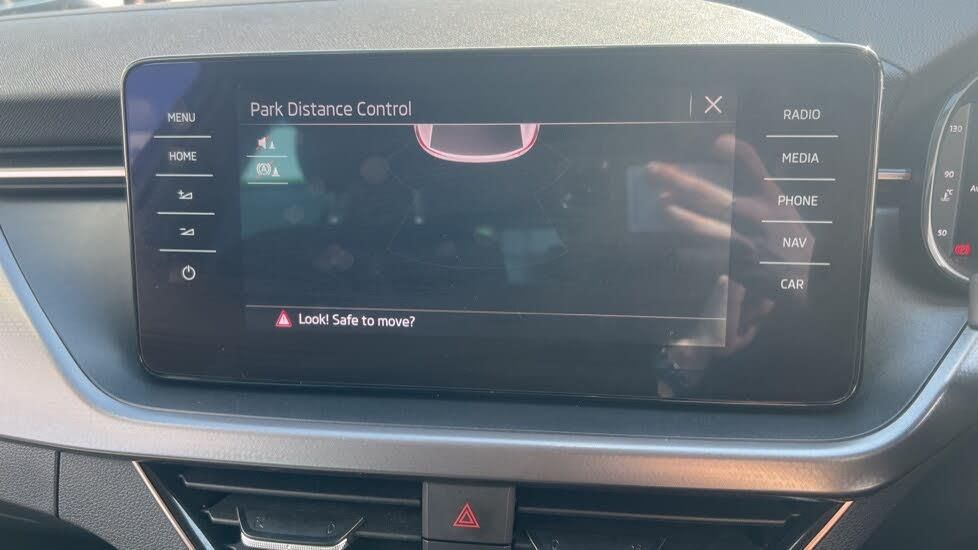 Park Distance Control
MENU
HOME
RADIO
MEDIA
PHONE
NAV
CAR
Look! Safe to move?
130
90
°C
50